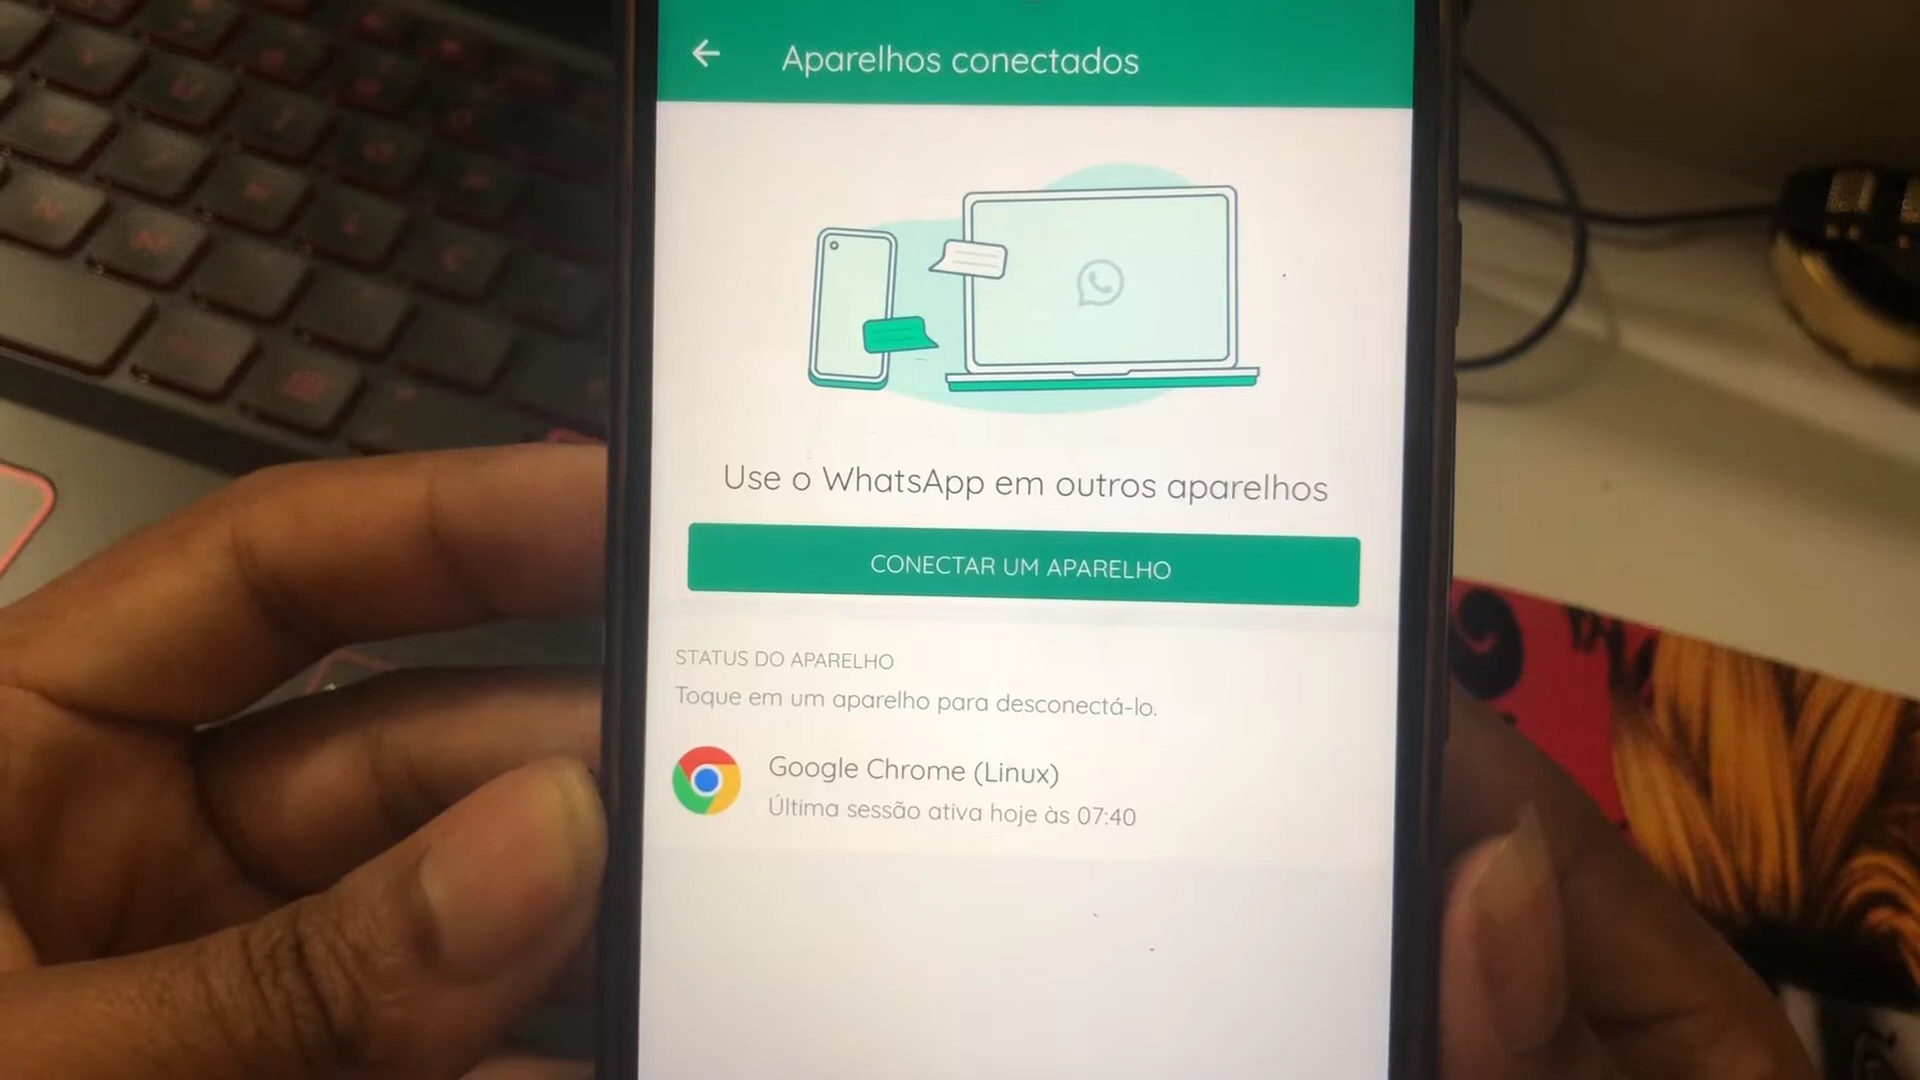 Aparelhos conectados
Use o WhatsApp em outros aparelhos
CONECTAR UM APARELHO
STATUS DO APARELHO
Toque em um aparelho para desconectá-lo.
Google Chrome (Linux)
Última sessão ativa hoje às 07:40